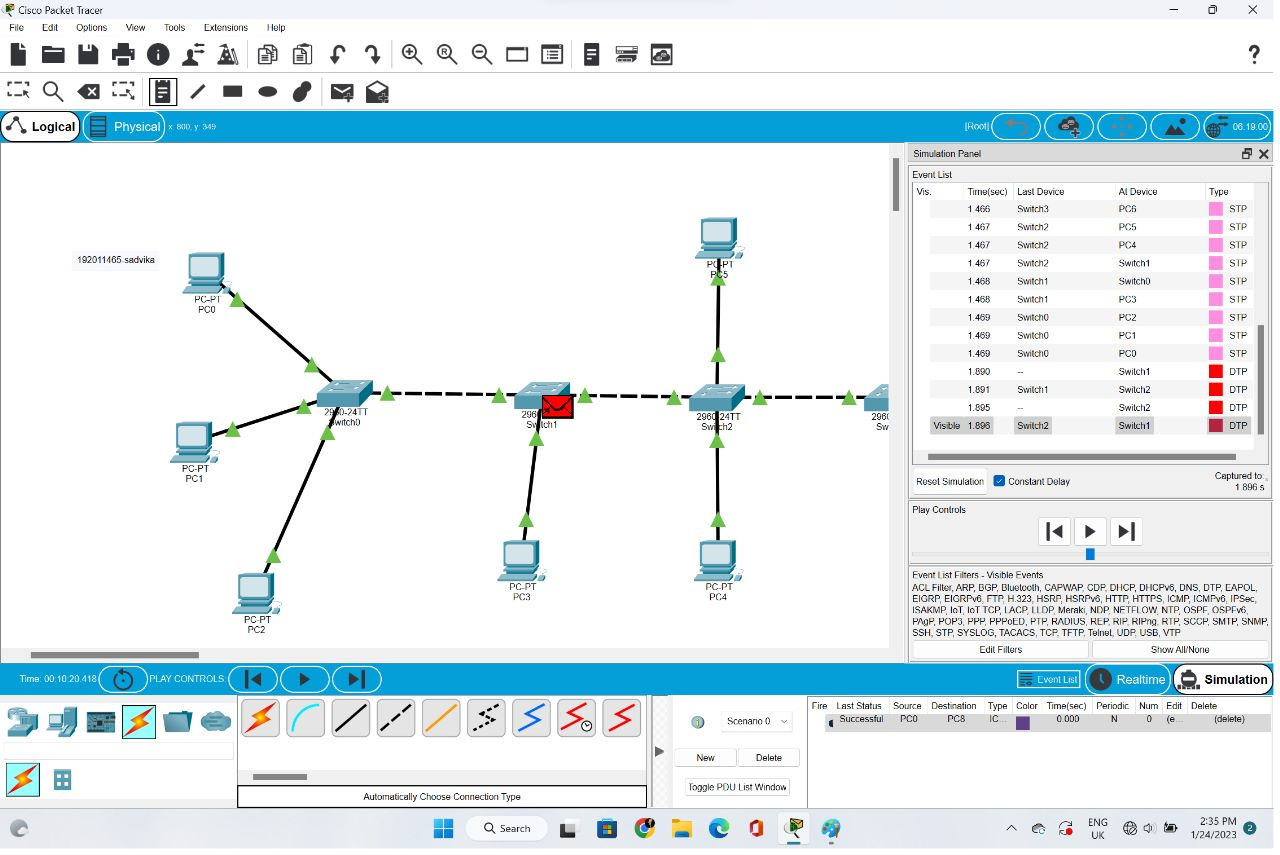 Cisco Packet Tracer
File Edit Options View Tools Extensions Help
Logical Physical x: 800, y: 349 [Root] 06:19:00
Simulation Panel
Event List
Vis. Time(sec) Last Device At Device Type
1.466 Switch3 PC6 STP
1.467 Switch2 PC5 STP
1.467 Switch2 PC4 STP
1.467 Switch2 Switch1 STP
1.468 Switch1 Switch0 STP
1.468 Switch1 PC3 STP
1.469 Switch0 PC2 STP
1.469 Switch0 PC1 STP
1.469 Switch0 PC0 STP
1.890 -- Switch1 DTP
1.891 Switch1 Switch2 DTP
1.895 -- Switch2 DTP
Visible 1.896 Switch2 Switch1 DTP
Reset Simulation Constant Delay Captured to:
1.896 s
Play Controls
Event List Filters - Visible Events
ACL Filter, ARP, BGP, Bluetooth, CAPWAP, CDP, DHCP, DHCPv6, DNS, DTP, EAPOL,
EIGRP, EIGRPv6, FTP, H.323, HSRP, HSRPv6, HTTP, HTTPS, ICMP, ICMPv6, IPSec,
ISAKMP, IoT, IoT TCP, LACP, LLDP, Meraki, NDP, NETFLOW, NTP, OSPF, OSPFv6,
PAgP, POP3, PPP, PPPoED, PTP, RADIUS, REP, RIP, RIPng, RTP, SCCP, SMTP, SNMP,
SSH, STP, SYSLOG, TACACS, TCP, TFTP, Telnet, UDP, USB, VTP
Edit Filters Show All/None
192011465-sadvika
PC-PT
PC0
PC-PT
PC5
2950-24TT
Switch0
2960
Switch1
2960-24TT
Switch2
2960
Sw
PC-PT
PC1
PC-PT
PC2
PC-PT
PC3
PC-PT
PC4
Time: 00:10:20.418 PLAY CONTROLS: Event List Realtime Simulation
Automatically Choose Connection Type
Scenario 0
New Delete
Toggle PDU List Window
Fire Last Status Source Destination Type Color Time(sec) Periodic Num Edit Delete
Successful PC0 PC8 IC... 0.000 N 0 (e... (delete)
Search
ENG
UK
2:35 PM
1/24/2023
2